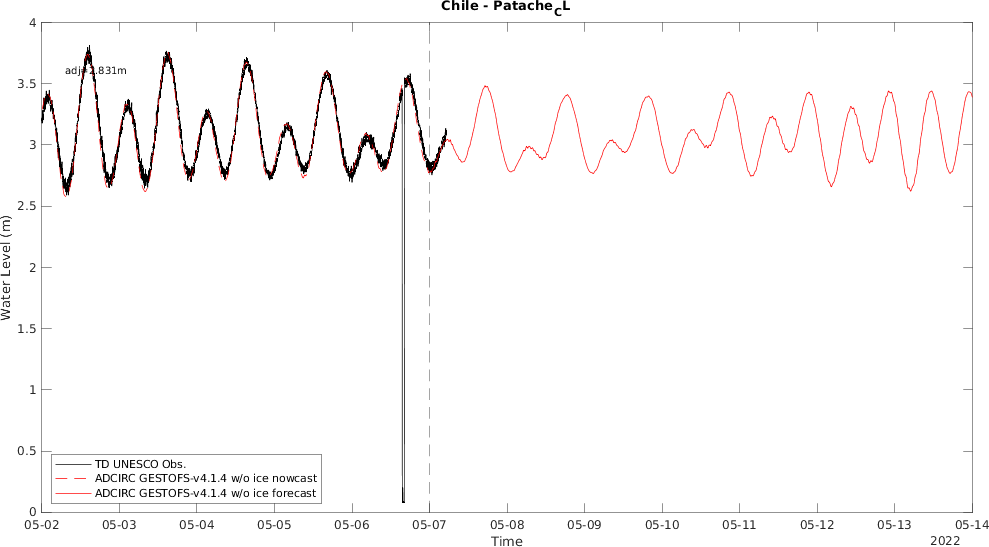 Chile - Patache_CL
4
adj=2.831m
3.5
3
2.5
2
1.5
1
0.5
0
Water Level (m)
TD UNESCO Obs.
ADCIRC GESTOFS-v4.1.4 w/o ice nowcast
ADCIRC GESTOFS-v4.1.4 w/o ice forecast
05-02 05-03 05-04 05-05 05-06 05-07 05-08 05-09 05-10 05-11 05-12 05-13 05-14
Time
2022